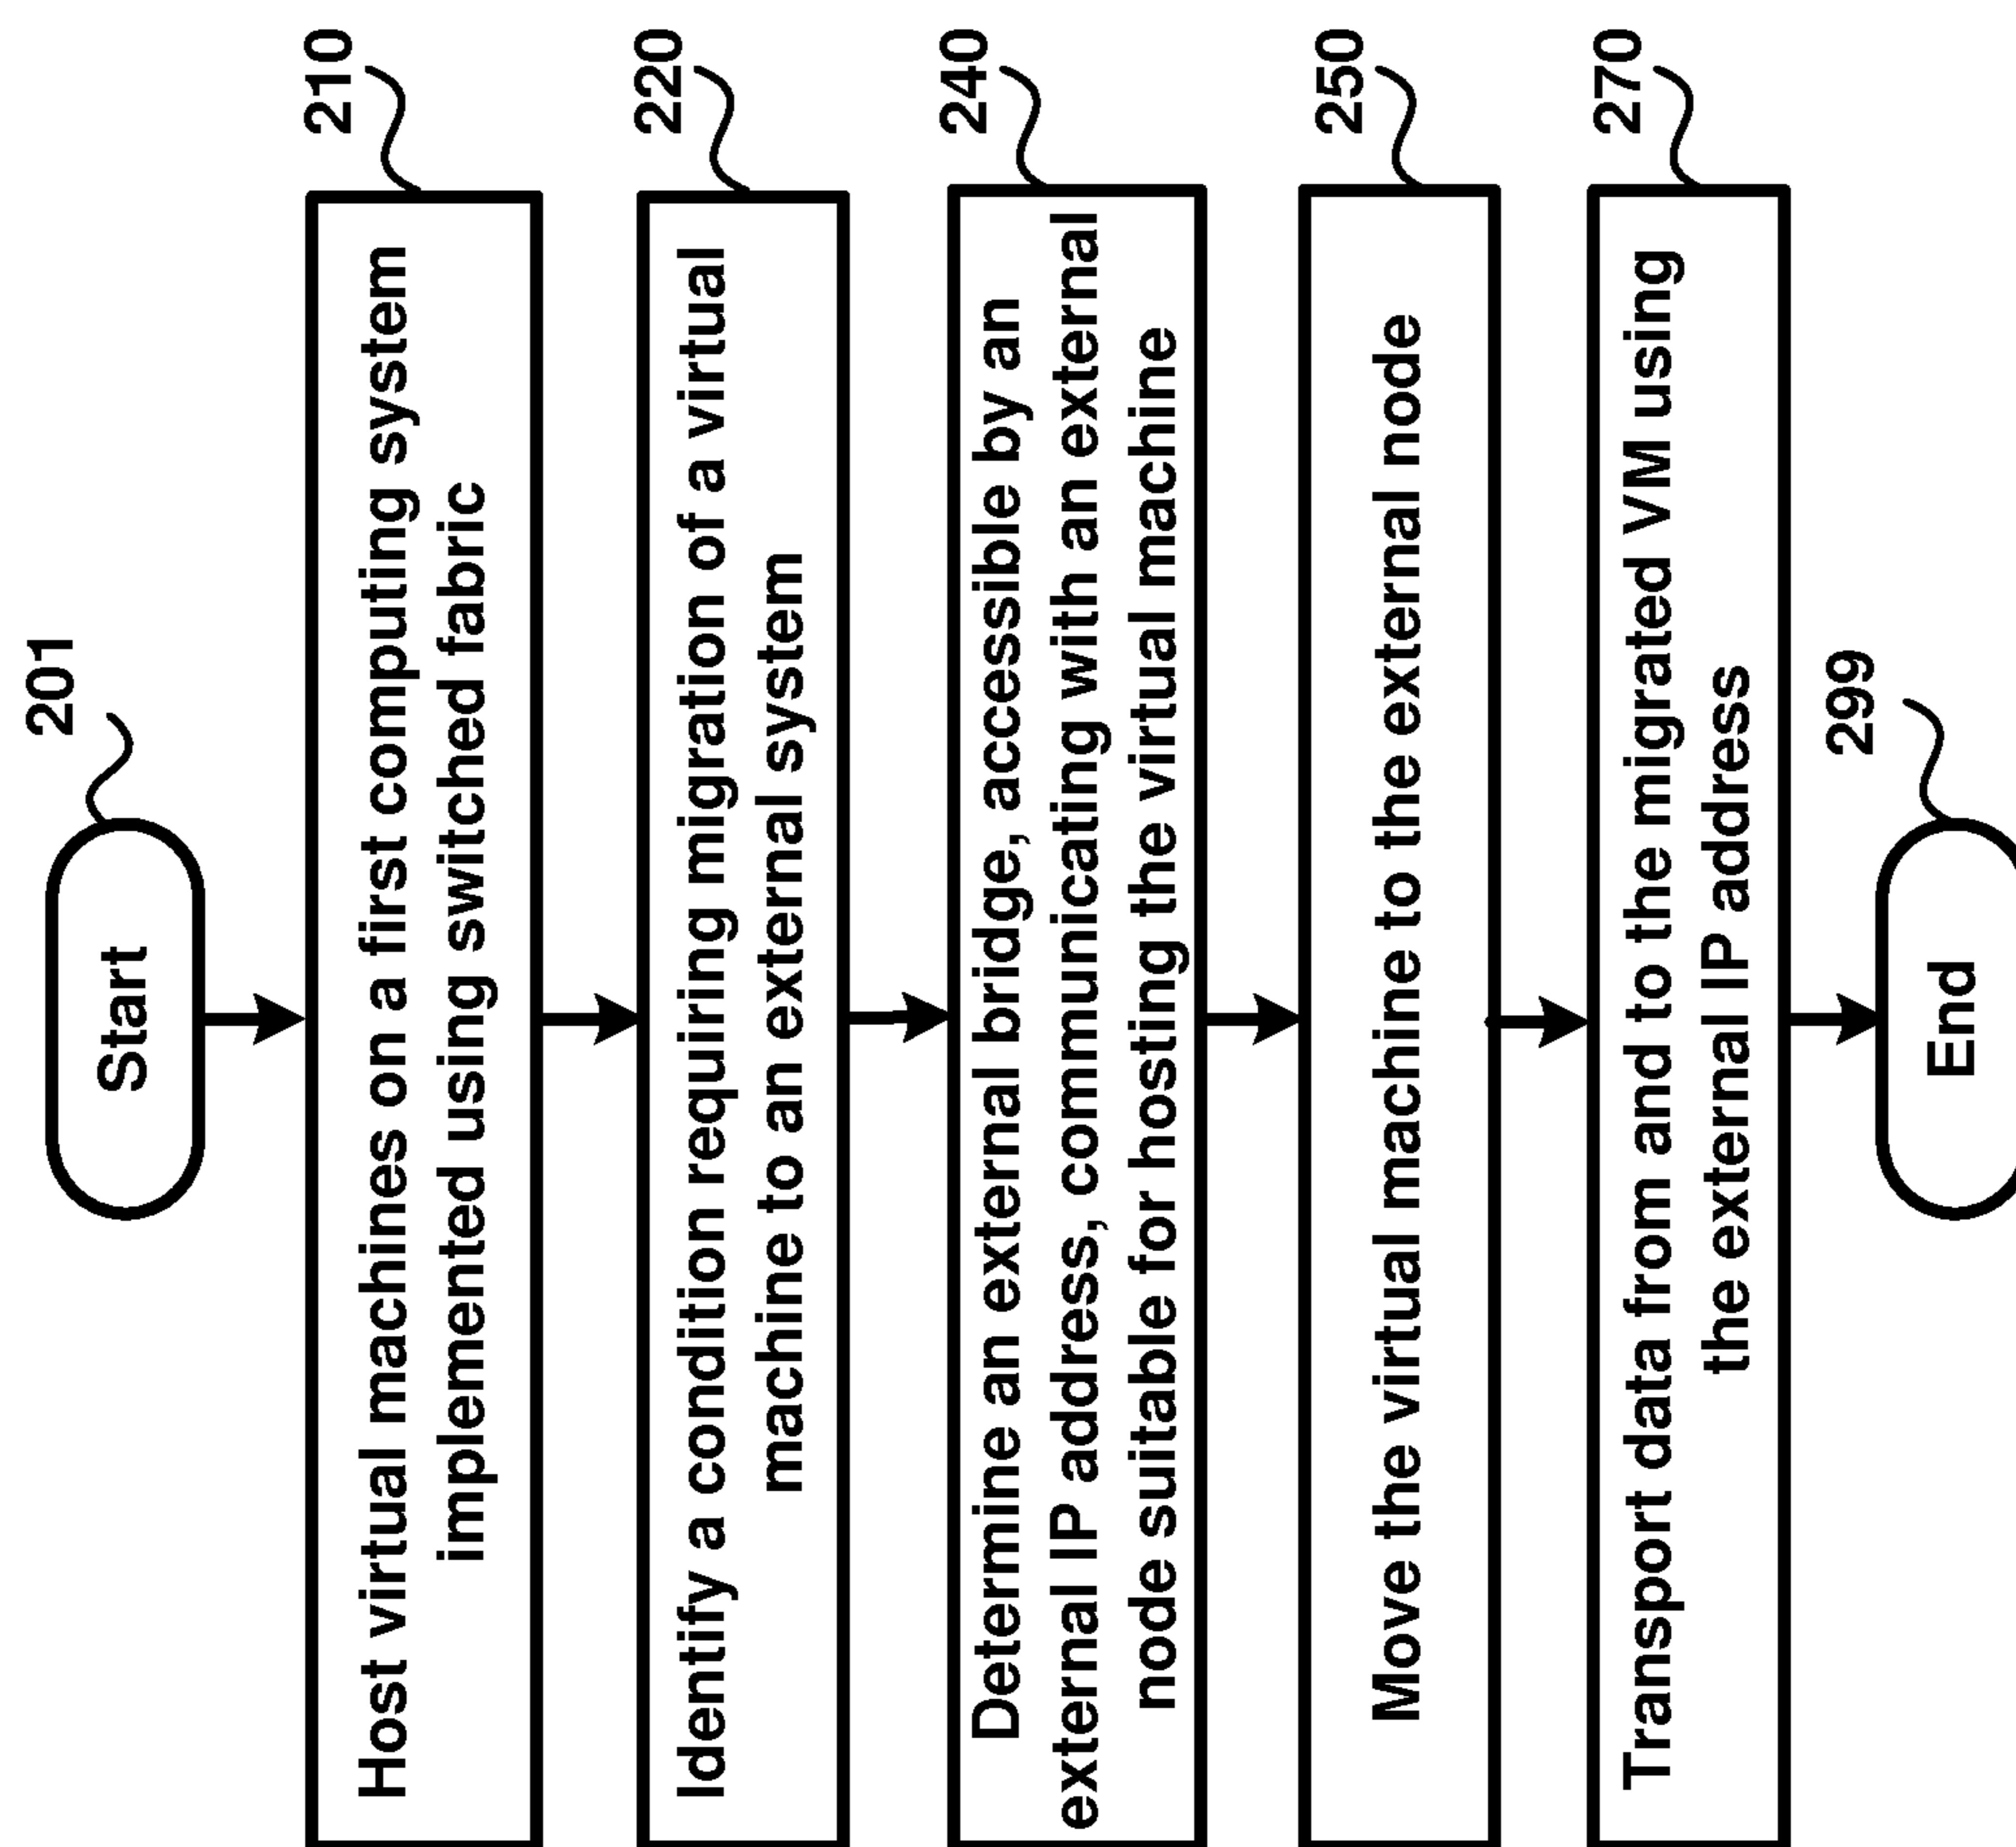 201
Start
210
Host virtual machines on a first computing system
implemented using switched fabric
220
Identify a condition requiring migration of a virtual
machine to an external system
240
Determine an external bridge, accessible by an
external IP address, communicating with an external
node suitable for hosting the virtual machine
250
Move the virtual machine to the external node
270
Transport data from and to the migrated VM using
the external IP address
299
End